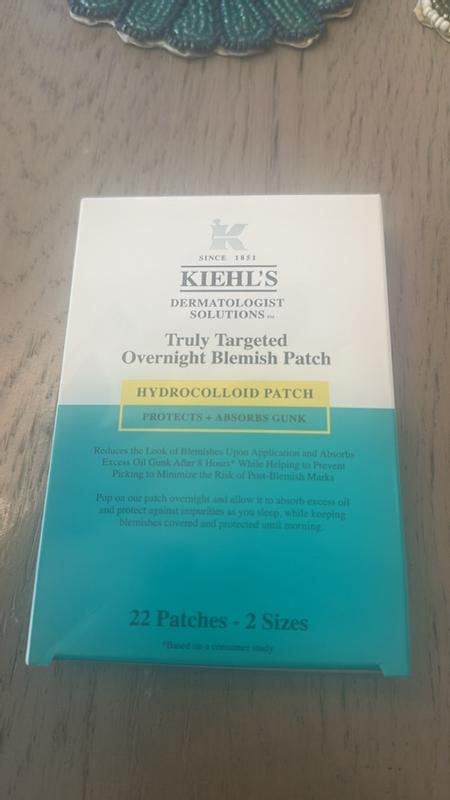 K
SINCE 1851
KIEHL'S
DERMATOLOGIST
SOLUTIONS™
Truly Targeted
Overnight Blemish Patch
HYDROCOLLOID PATCH
PROTECTS + ABSORBS GUNK
Reduces the Look of Blemishes Upon Application and Absorbs
Excess Oil Gunk After 8 Hours* While Helping to Prevent
Picking to Minimize the Risk of Post-Blemish Marks
Pop on our patch overnight and allow it to absorb excess oil
and protect against impurities as you sleep, while keeping
blemishes covered and protected until morning.
22 Patches - 2 Sizes
*Based on a consumer study.